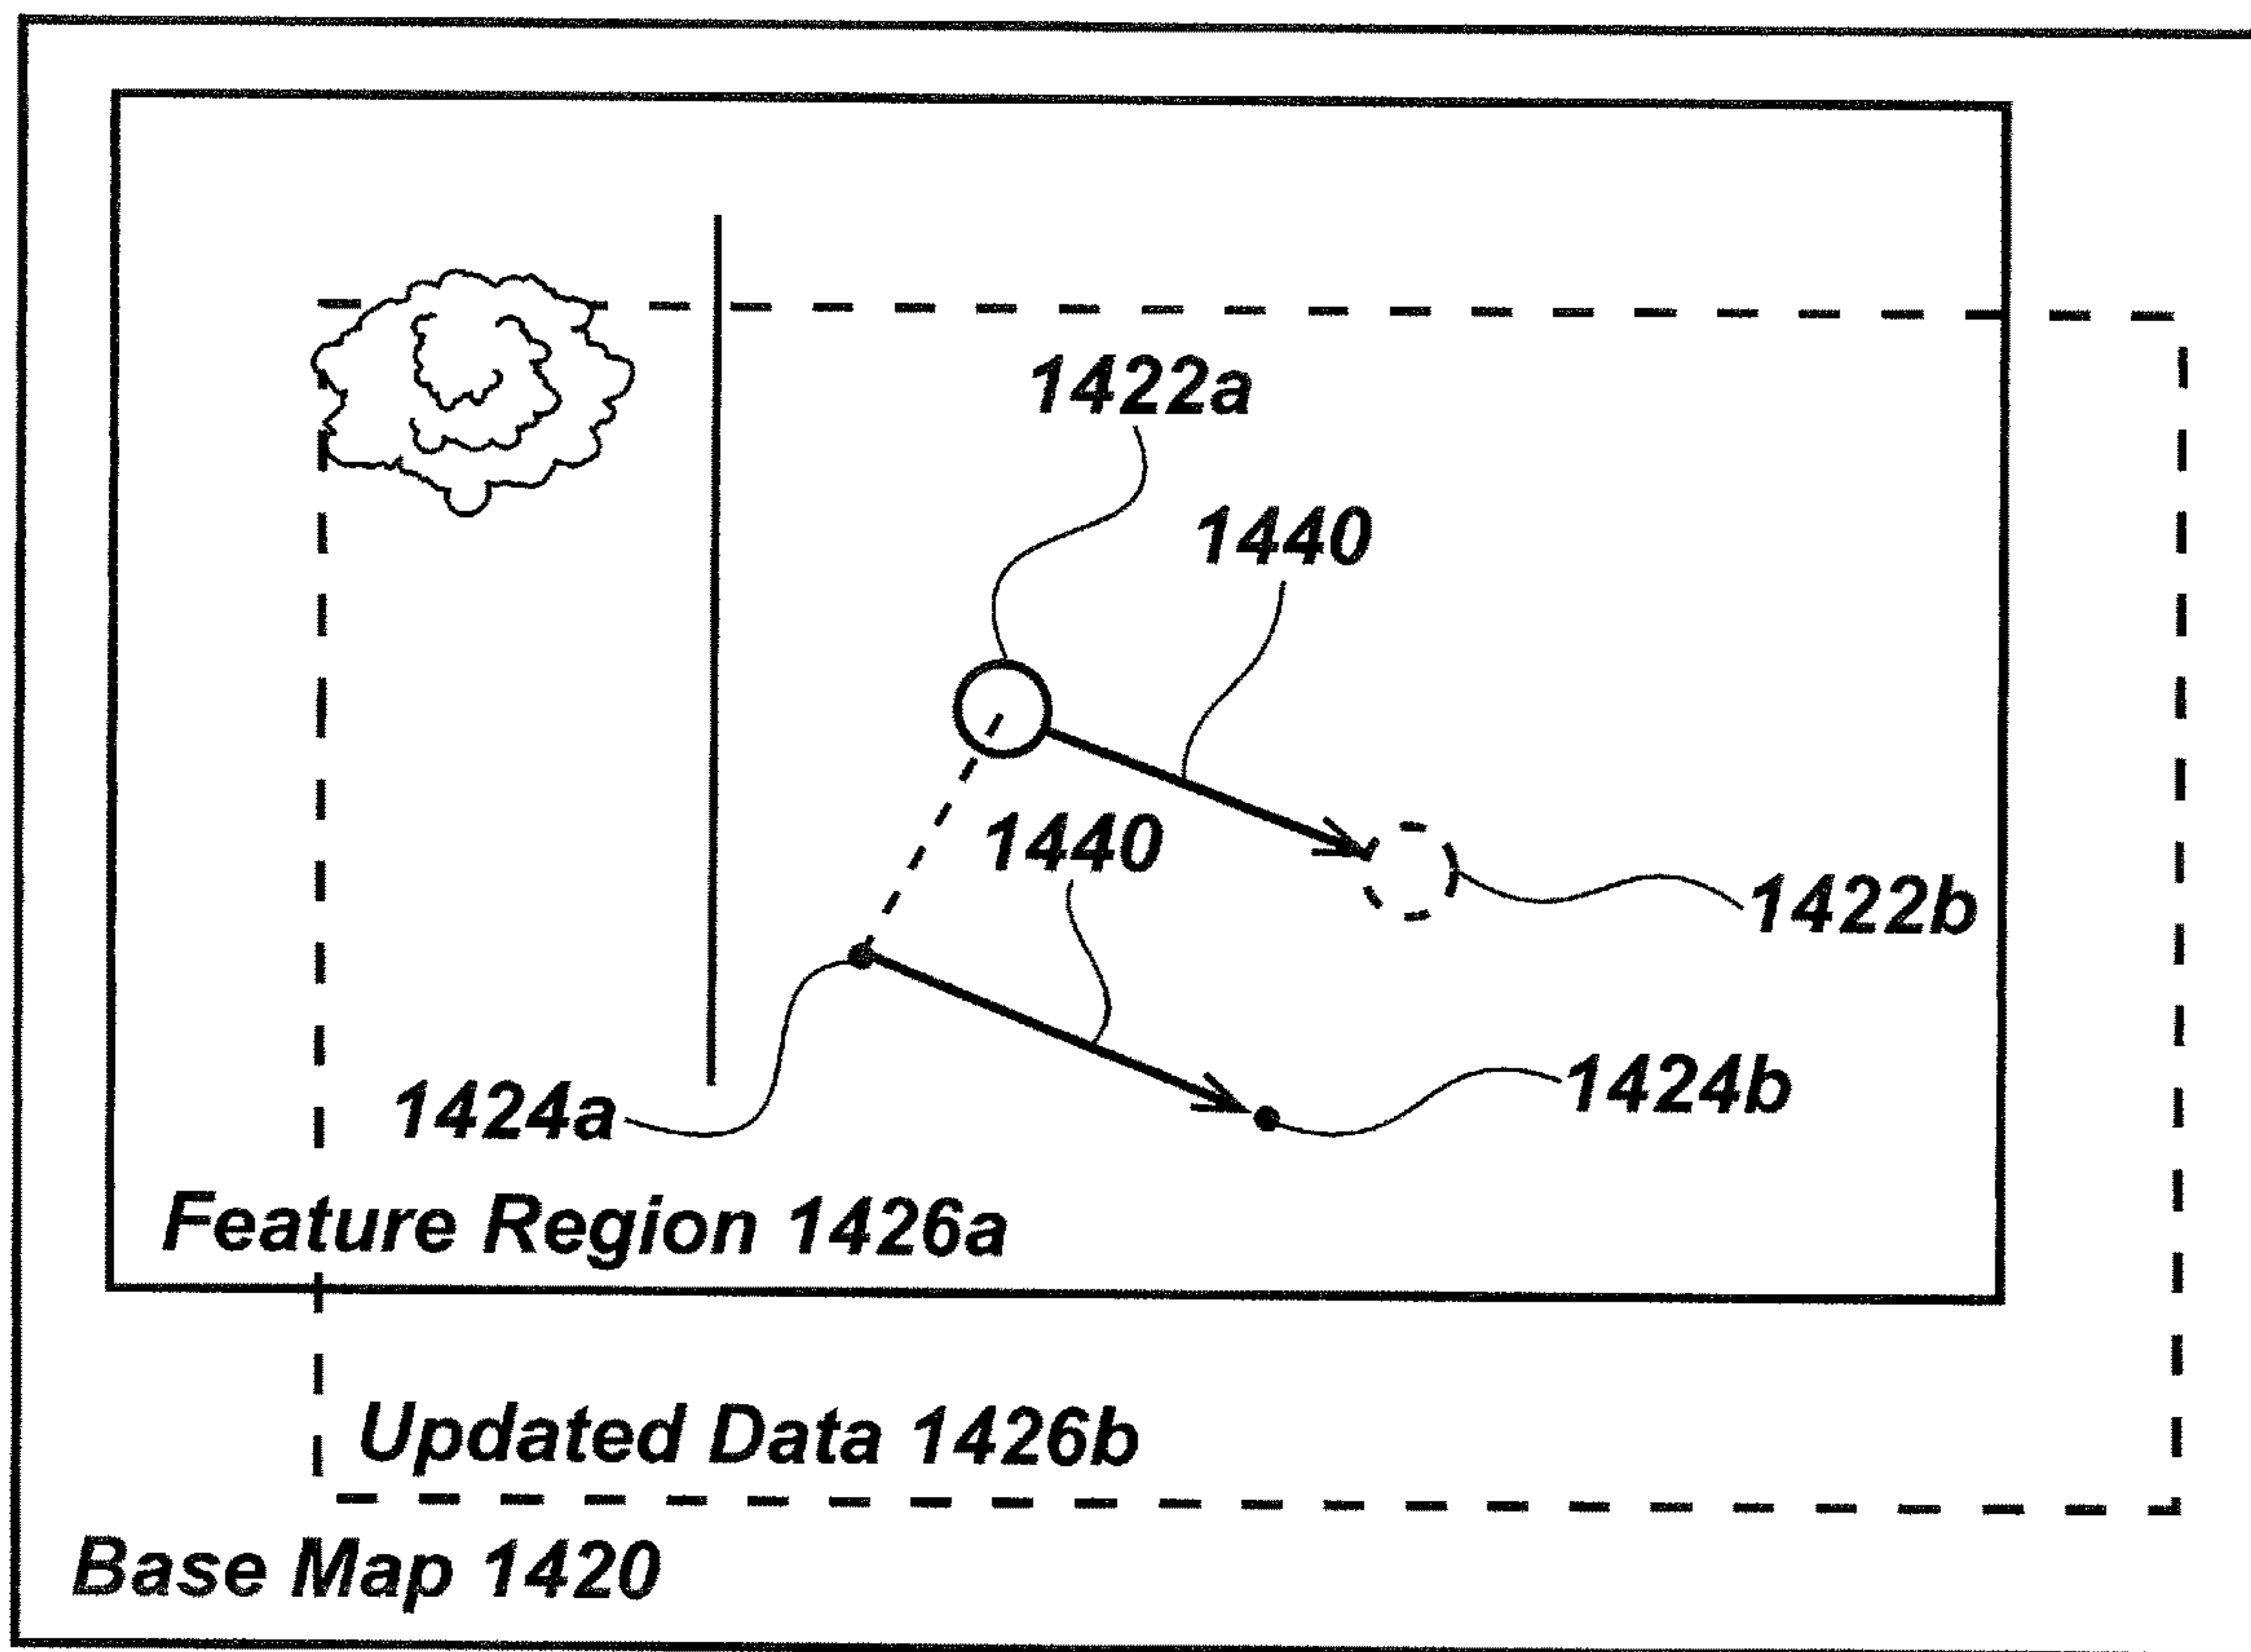 1422a
1440
1440
1422b
1424b
1424a
Feature Region 1426a
Updated Data 1426b
Base Map 1420